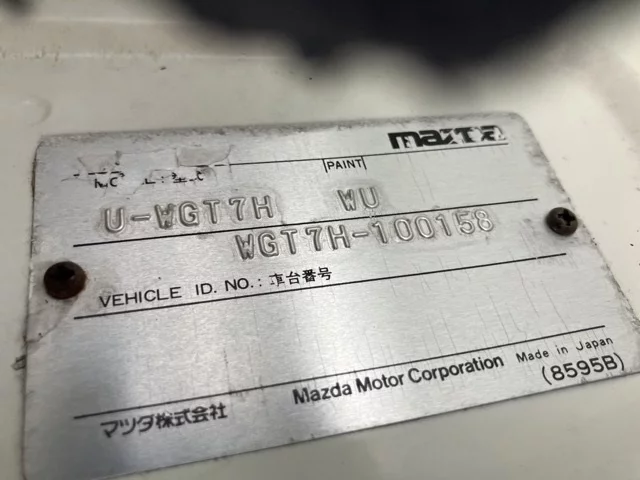 mazda
PAINT
U-WGT7H WU
WGT7H-100158
VEHICLE ID. NO.: 車台番号
マツダ株式会社 Mazda Motor Corporation Made in Japan
(8595B)